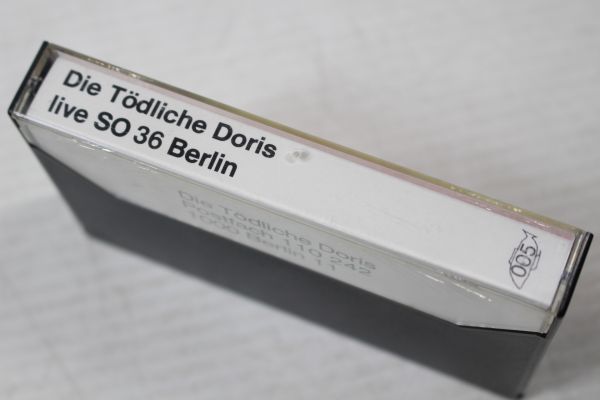 Die Tödliche Doris
live SO 36 Berlin
Die Tödliche Doris
Postfach 110 242
1000 Berlin 11
005